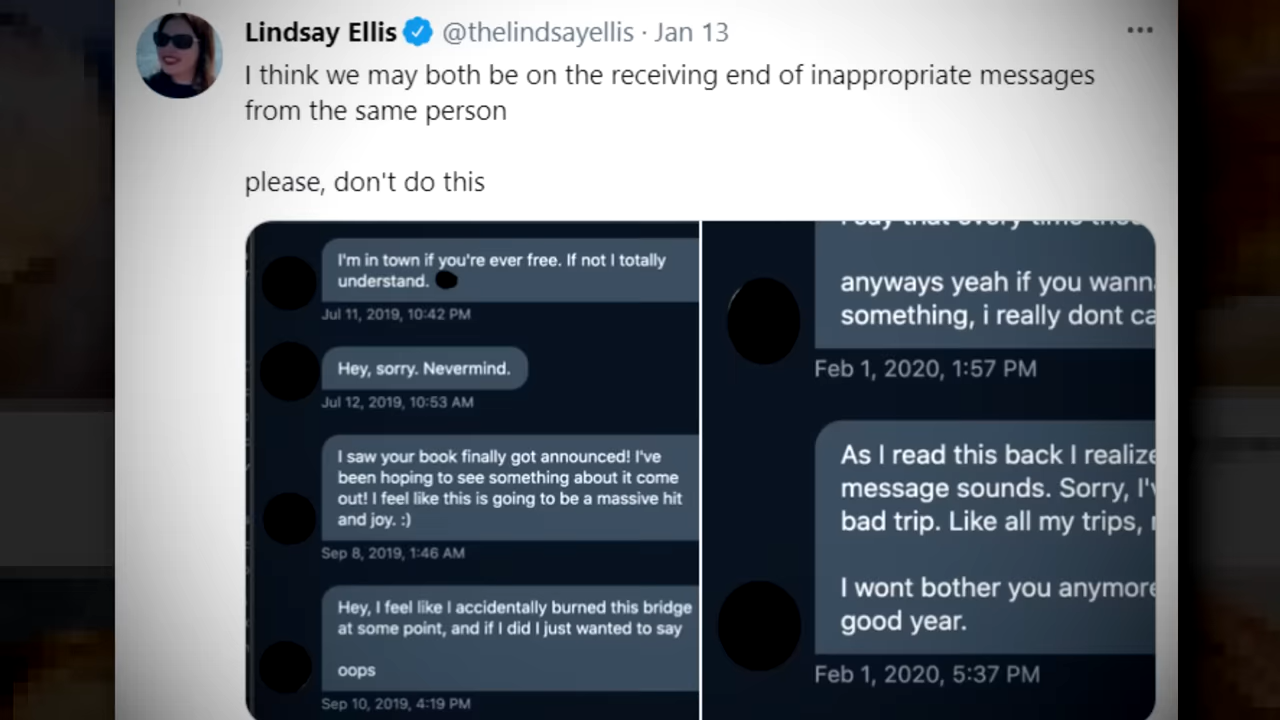 Lindsay Ellis @thelindsayellis · Jan 13
I think we may both be on the receiving end of inappropriate messages
from the same person
please, don't do this
I'm in town if you're ever free. If not I totally
understand.
Jul 11, 2019, 10:42 PM
Hey, sorry. Nevermind.
Jul 12, 2019, 10:53 AM
I saw your book finally got announced! I've
been hoping to see something about it come
out! I feel like this is going to be a massive hit
and joy. :)
Sep 8, 2019, 1:46 AM
Hey, I feel like I accidentally burned this bridge
at some point, and if I did I just wanted to say
oops
Sep 10, 2019, 4:19 PM
I say that every time
anyways yeah if you wann
something, i really dont ca
Feb 1, 2020, 1:57 PM
As I read this back I realize
message sounds. Sorry, I'v
bad trip. Like all my trips,
I wont bother you anymore
good year.
Feb 1, 2020, 5:37 PM